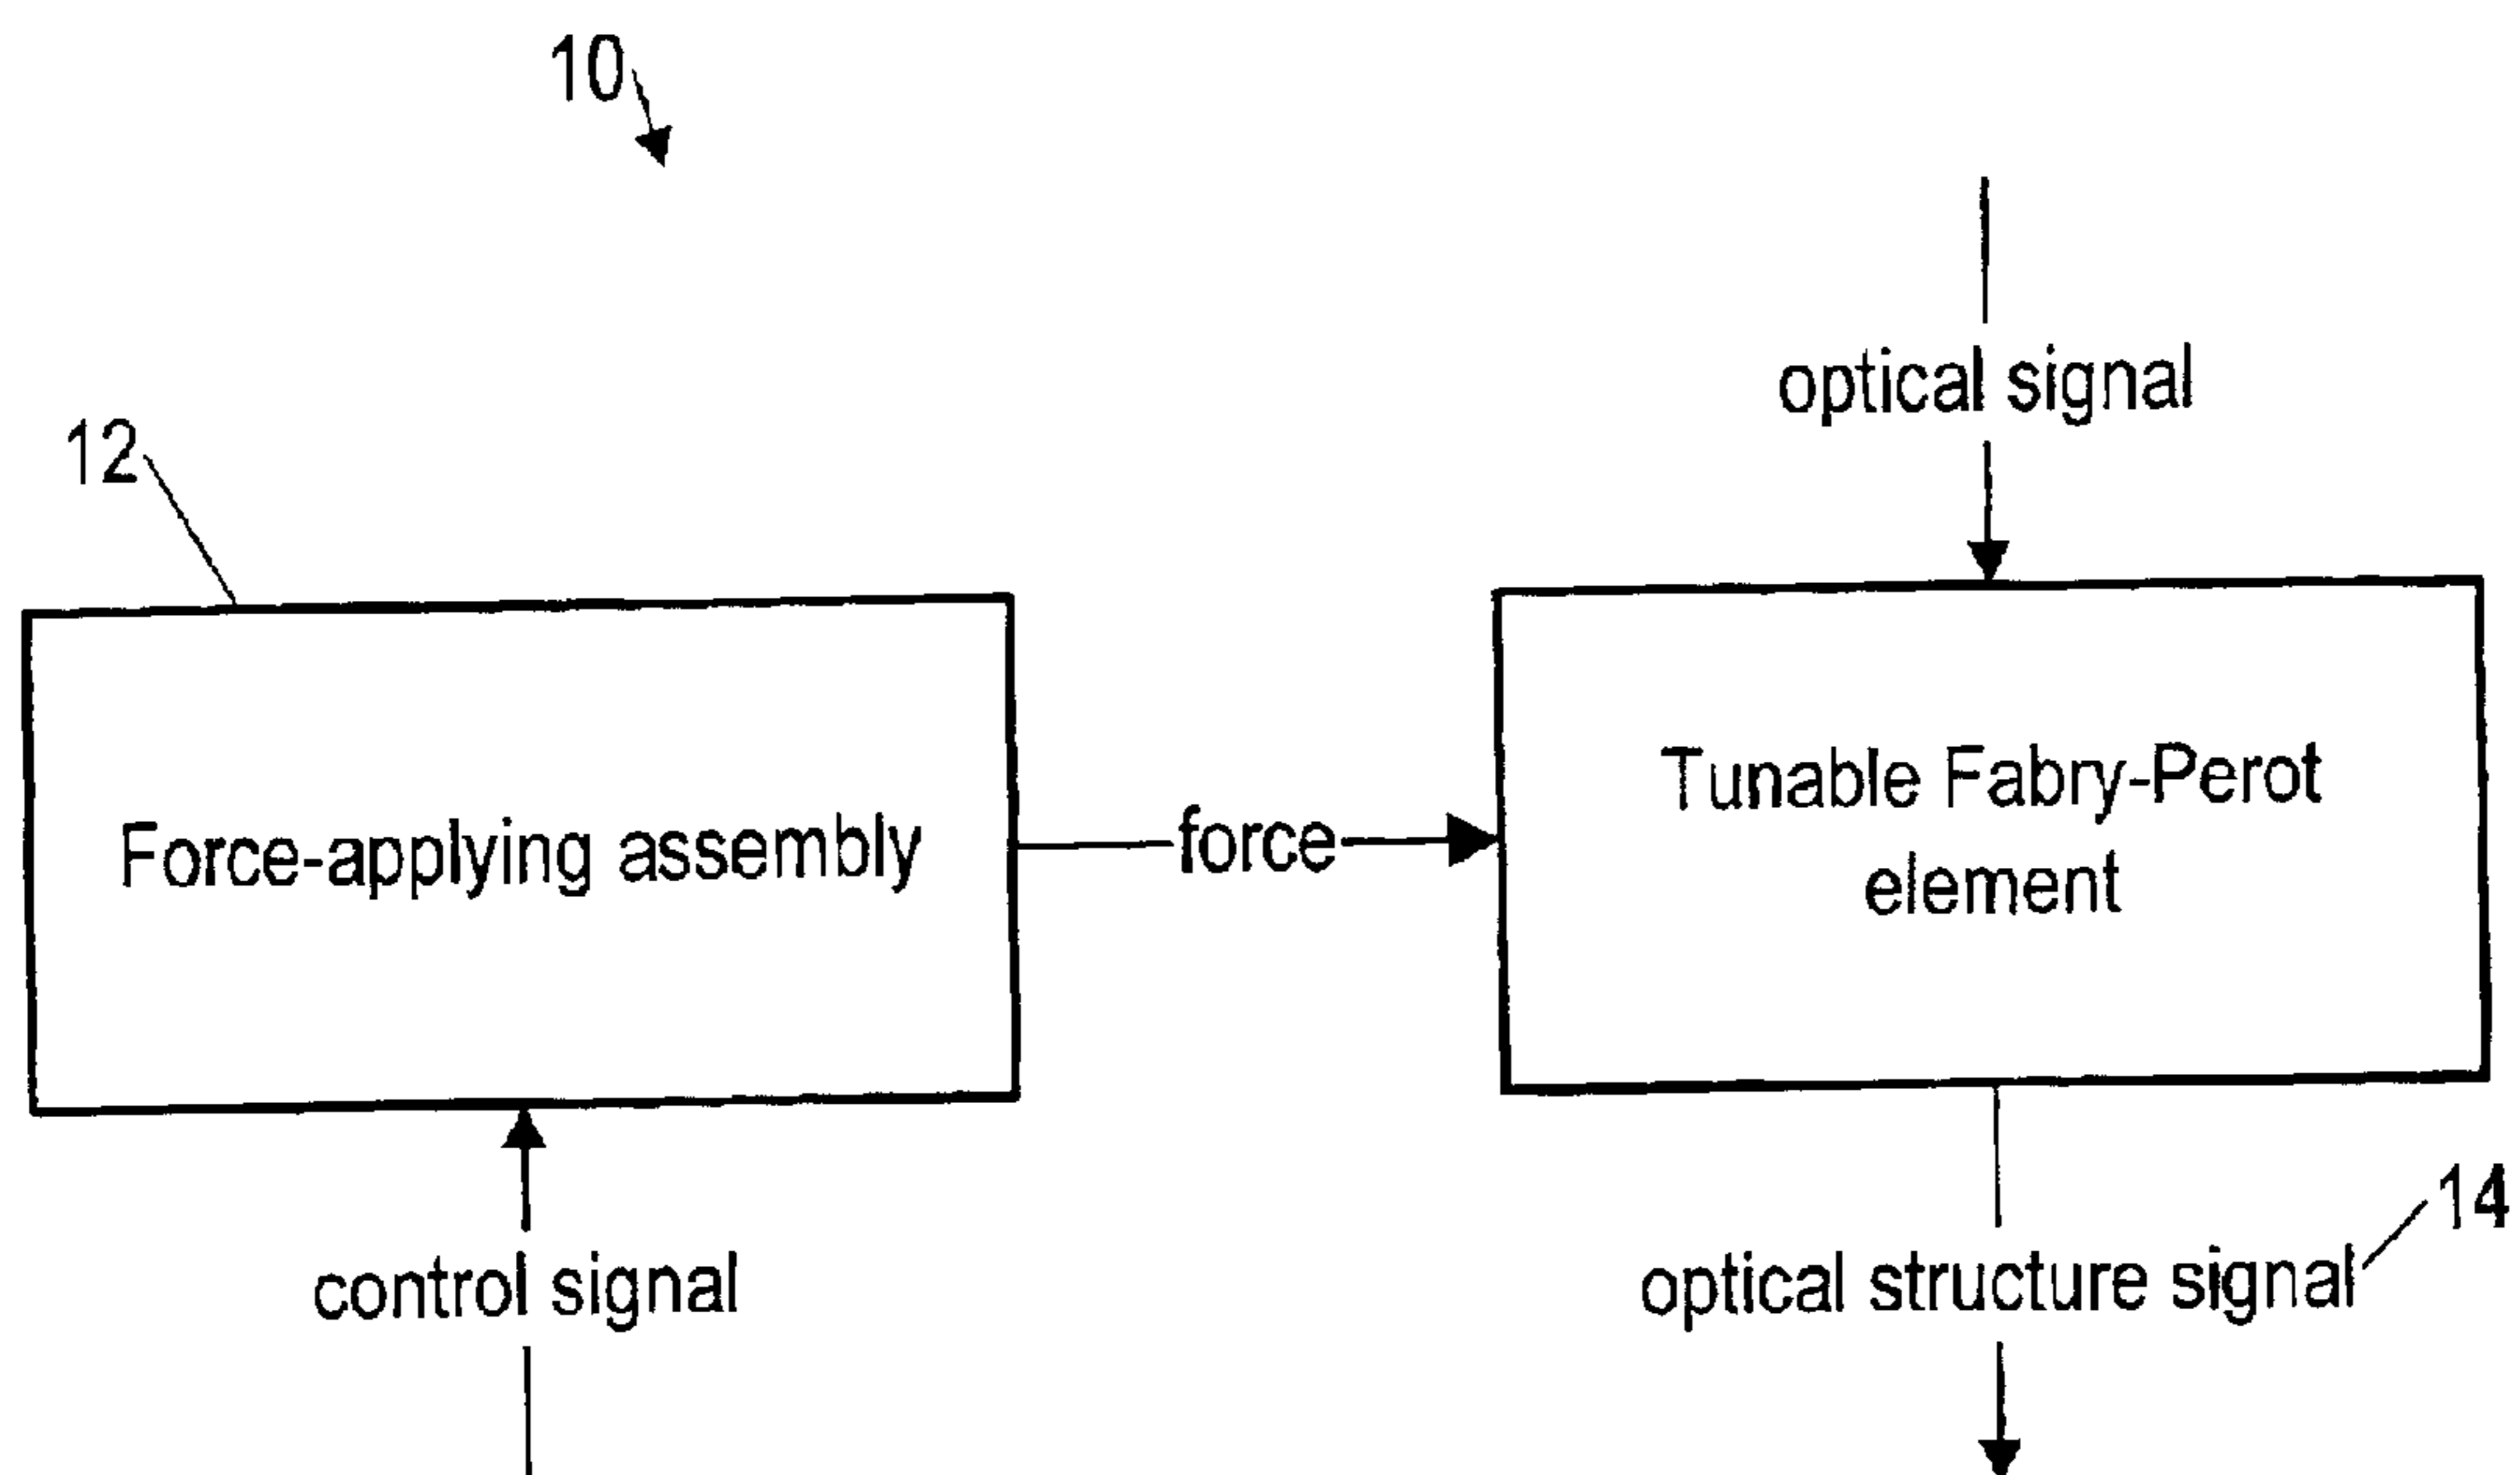 10
optical signal
12
Force-applying assembly
force
Tunable Fabry-Perot
element
14
control signal
optical structure signal